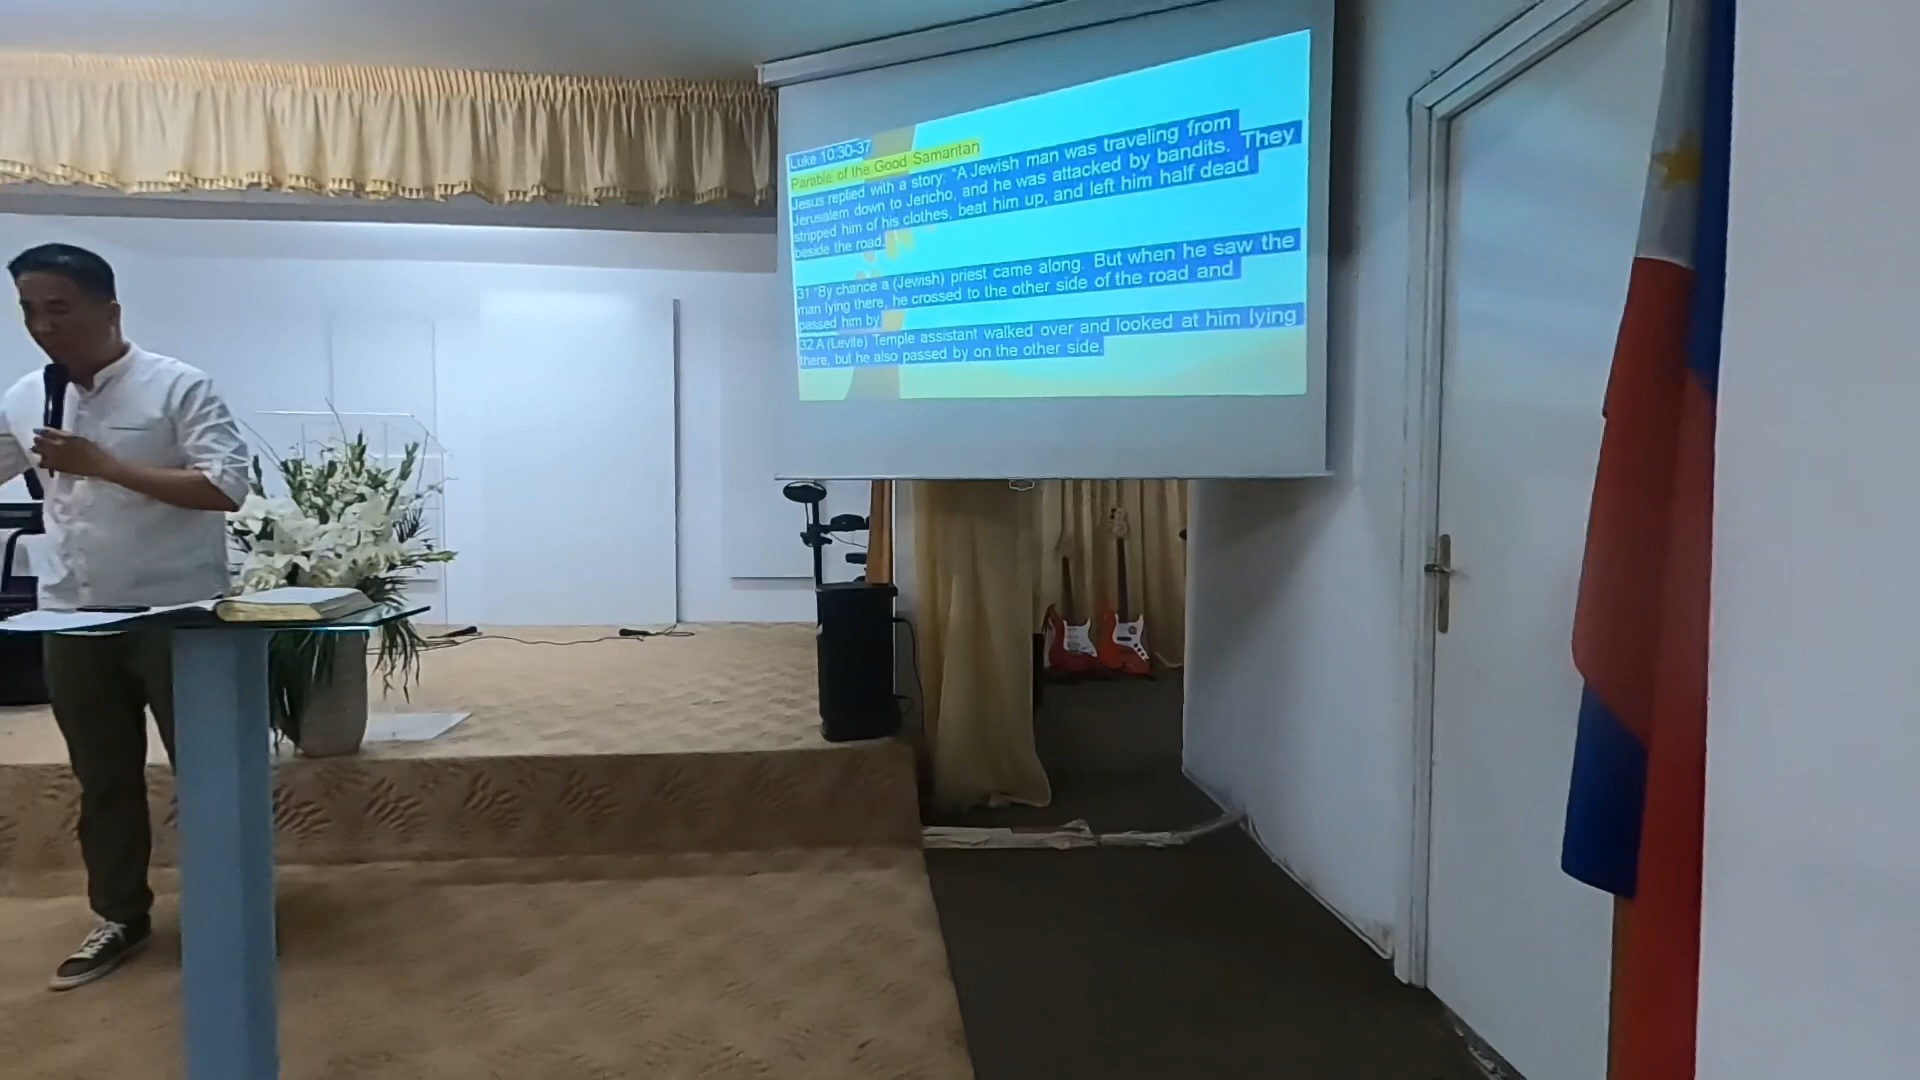 Luke 10:30-37
Parable of the Good Samaritan
Jesus replied with a story: "A Jewish man was traveling from
Jerusalem down to Jericho, and he was attacked by bandits. They
stripped him of his clothes, beat him up, and left him half dead
beside the road.
31 "By chance a (Jewish) priest came along. But when he saw the
man lying there, he crossed to the other side of the road and
passed him by
32 A (Levite) Temple assistant walked over and looked at him lying
there, but he also passed by on the other side.